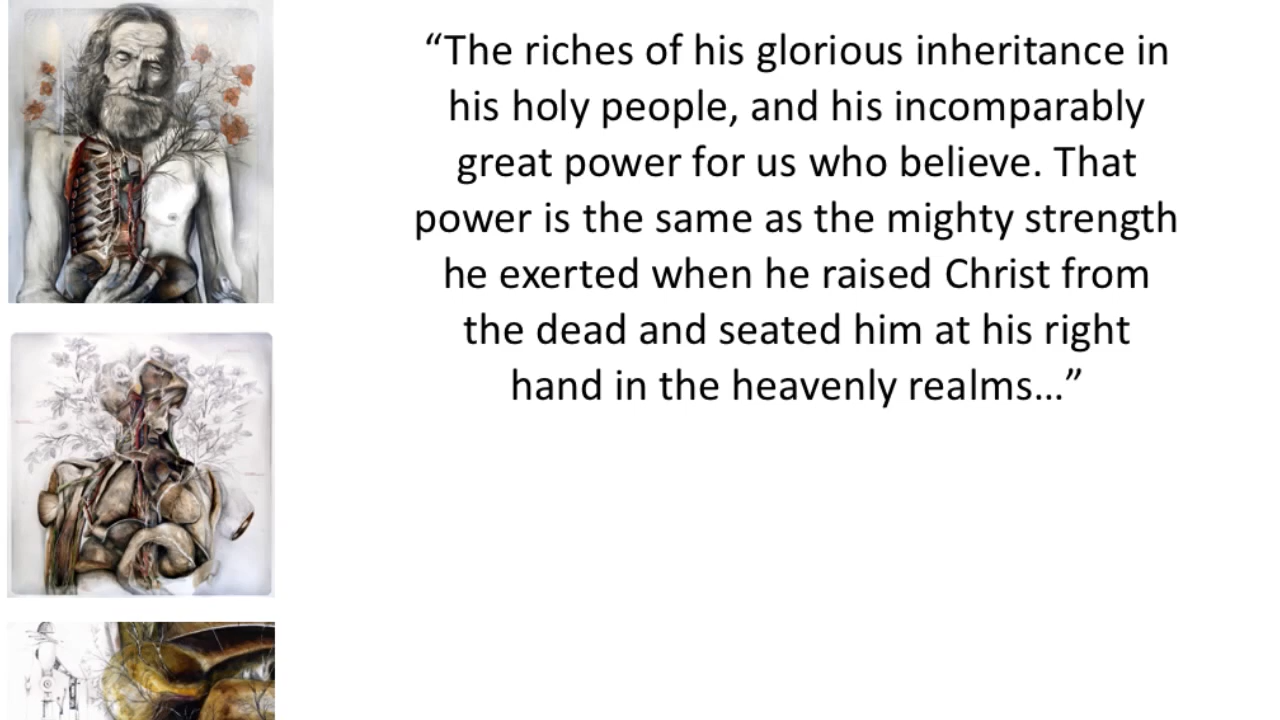 “The riches of his glorious inheritance in
his holy people, and his incomparably
great power for us who believe. That
power is the same as the mighty strength
he exerted when he raised Christ from
the dead and seated him at his right
hand in the heavenly realms…”